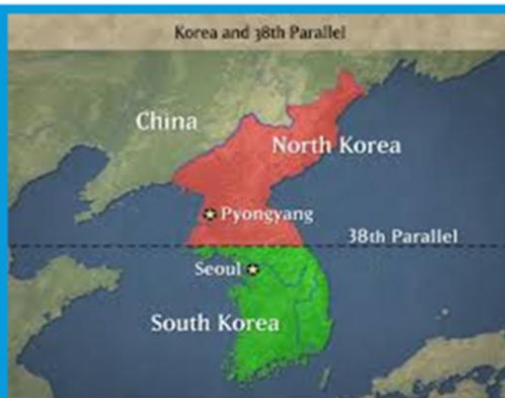 Korea and 38th Parallel
China
North Korea
Pyongyang
38th Parallel
Seoul
South Korea